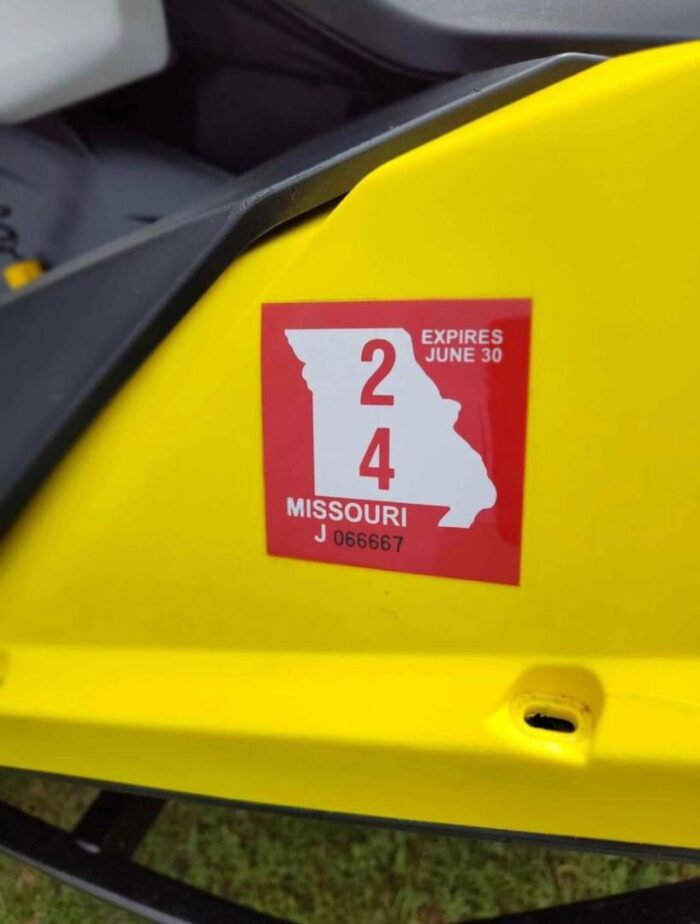 EXPIRES
JUNE 30
2
4
MISSOURI
J 066667